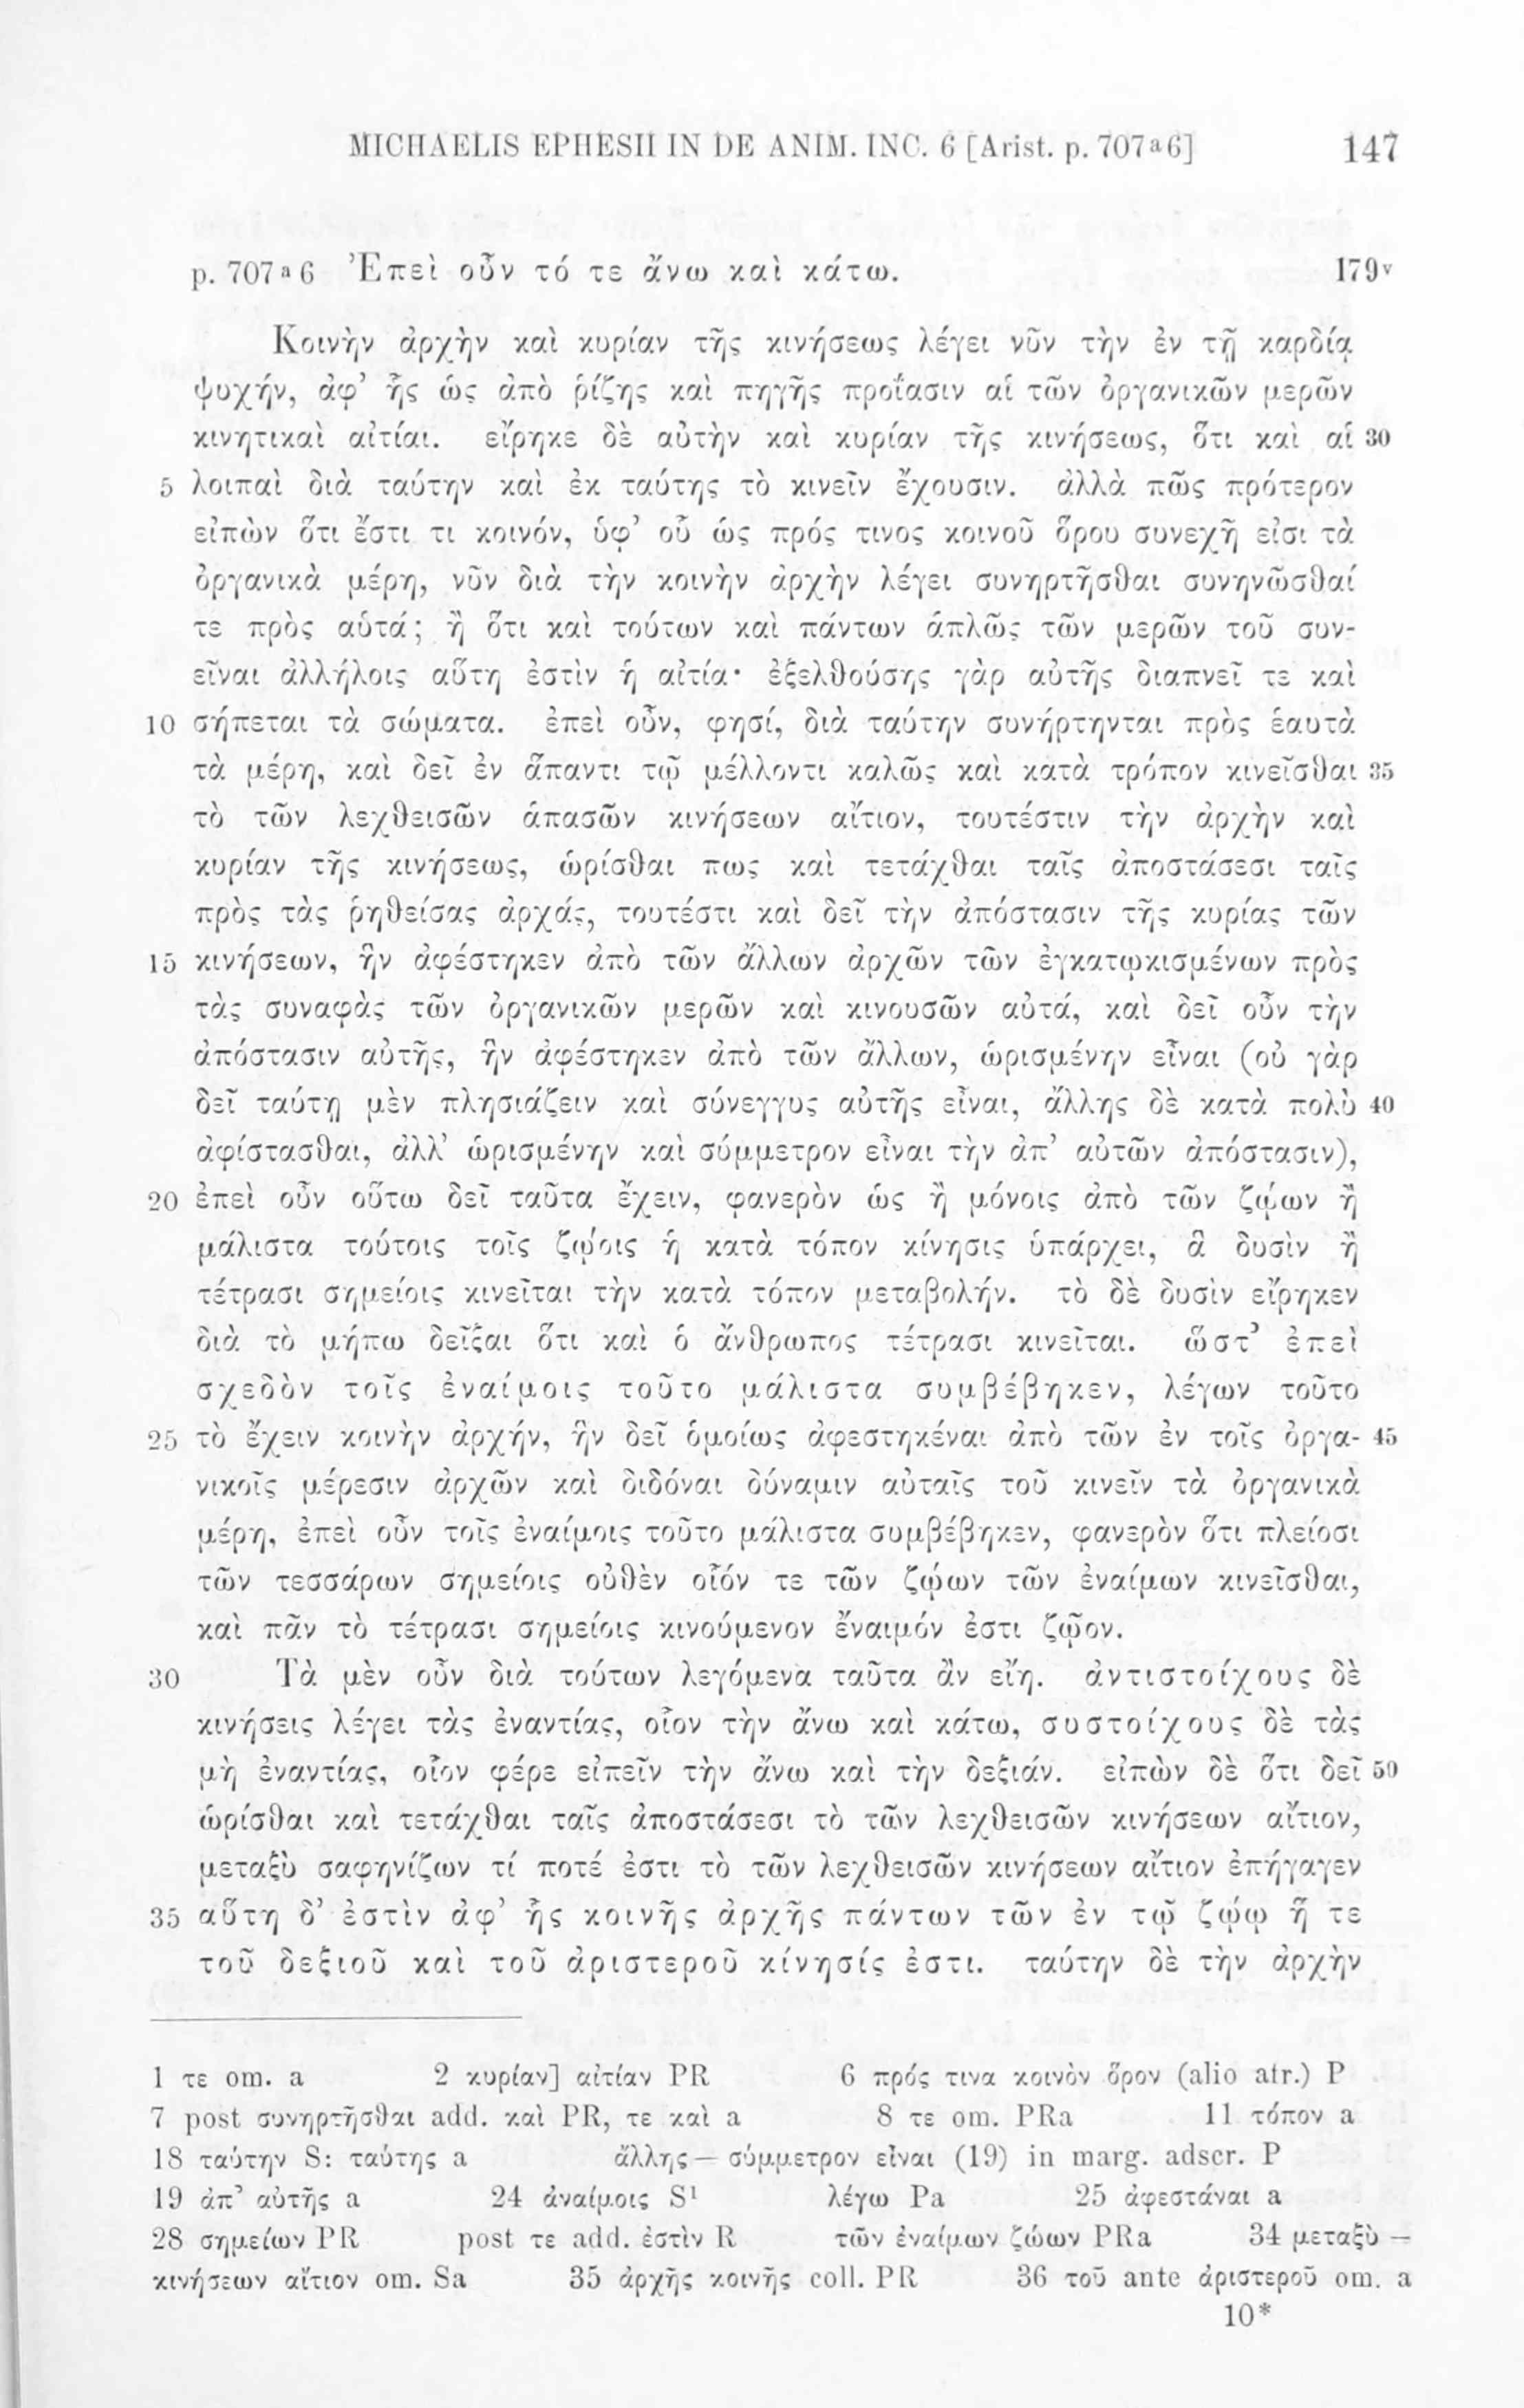 MICHAELIS EPHESII IN DE ANIM. INC. 6 [Arist. p. 707ᵃ6] 147
p. 707ᵃ6 Ἐπεὶ οὖν τό τε ἄνω καὶ κάτω. 179ᵛ
Κοινὴν ἀρχὴν καὶ κυρίαν τῆς κινήσεως λέγει νῦν τὴν ἐν τῇ καρδίᾳ
ψυχήν, ἀφ’ ἧς ὡς ἀπὸ ῥίζης καὶ πηγῆς προΐασιν αἱ τῶν ὀργανικῶν μερῶν
κινητικαὶ αἰτίαι. εἴρηκε δὲ αὐτὴν καὶ κυρίαν τῆς κινήσεως, ὅτι καὶ αἱ 30
5 λοιπαὶ διὰ ταύτην καὶ ἐκ ταύτης τὸ κινεῖν ἔχουσιν. ἀλλὰ πῶς πρότερον
εἰπὼν ὅτι ἔστι τι κοινόν, ὑφ’ οὗ ὡς πρός τινος κοινοῦ ὅρου συνεχῆ εἰσι τὰ
ὀργανικὰ μέρη, νῦν διὰ τὴν κοινὴν ἀρχὴν λέγει συνηρτῆσθαι συνηνῶσθαί
τε πρὸς αὑτά; ἢ ὅτι καὶ τούτων καὶ πάντων ἁπλῶς τῶν μερῶν τοῦ συν-
εῖναι ἀλλήλοις αὕτη ἐστὶν ἡ αἰτία· ἐξελθούσης γὰρ αὐτῆς διαπνεῖ τε καὶ
10 σήπεται τὰ σώματα. ἐπεὶ οὖν, φησί, διὰ ταύτην συνήρτηνται πρὸς ἑαυτὰ
τὰ μέρη, καὶ δεῖ ἐν ἅπαντι τῷ μέλλοντι καλῶς καὶ κατὰ τρόπον κινεῖσθαι 35
τὸ τῶν λεχθεισῶν ἁπασῶν κινήσεων αἴτιον, τουτέστιν τὴν ἀρχὴν καὶ
κυρίαν τῆς κινήσεως, ὡρίσθαι πως καὶ τετάχθαι ταῖς ἀποστάσεσι ταῖς
πρὸς τὰς ῥηθείσας ἀρχάς, τουτέστι καὶ δεῖ τὴν ἀπόστασιν τῆς κυρίας τῶν
15 κινήσεων, ἣν ἀφέστηκεν ἀπὸ τῶν ἄλλων ἀρχῶν τῶν ἐγκατῳκισμένων πρὸς
τὰς συναφὰς τῶν ὀργανικῶν μερῶν καὶ κινουσῶν αὐτά, καὶ δεῖ οὖν τὴν
ἀπόστασιν αὐτῆς, ἣν ἀφέστηκεν ἀπὸ τῶν ἄλλων, ὡρισμένην εἶναι (οὐ γὰρ
δεῖ ταύτῃ μὲν πλησιάζειν καὶ σύνεγγυς αὐτῆς εἶναι, ἄλλης δὲ κατὰ πολὺ 40
ἀφίστασθαι, ἀλλ’ ὡρισμένην καὶ σύμμετρον εἶναι τὴν ἀπ’ αὐτῶν ἀπόστασιν),
20 ἐπεὶ οὖν οὕτω δεῖ ταῦτα ἔχειν, φανερὸν ὡς ἢ μόνοις ἀπὸ τῶν ζῴων ἢ
μάλιστα τούτοις τοῖς ζῴοις ἡ κατὰ τόπον κίνησις ὑπάρχει, ἃ δυσὶν ἢ
τέτρασι σημείοις κινεῖται τὴν κατὰ τόπον μεταβολήν. τὸ δὲ δυσὶν εἴρηκεν
διὰ τὸ μήπω δεῖξαι ὅτι καὶ ὁ ἄνθρωπος τέτρασι κινεῖται. ὥστ’ ἐπεὶ
σχεδὸν τοῖς ἐναίμοις τοῦτο μάλιστα συμβέβηκεν, λέγων τοῦτο
25 τὸ ἔχειν κοινὴν ἀρχήν, ἣν δεῖ ὁμοίως ἀφεστηκέναι ἀπὸ τῶν ἐν τοῖς ὀργα- 45
νικοῖς μέρεσιν ἀρχῶν καὶ διδόναι δύναμιν αὐταῖς τοῦ κινεῖν τὰ ὀργανικὰ
μέρη, ἐπεὶ οὖν τοῖς ἐναίμοις τοῦτο μάλιστα συμβέβηκεν, φανερὸν ὅτι πλείοσι
τῶν τεσσάρων σημείοις οὐθὲν οἷόν τε τῶν ζῴων τῶν ἐναίμων κινεῖσθαι,
καὶ πᾶν τὸ τέτρασι σημείοις κινούμενον ἔναιμόν ἐστι ζῷον.
30 Τὰ μὲν οὖν διὰ τούτων λεγόμενα ταῦτα ἂν εἴη. ἀντιστοίχους δὲ
κινήσεις λέγει τὰς ἐναντίας, οἷον τὴν ἄνω καὶ κάτω, συστοίχους δὲ τὰς
μὴ ἐναντίας, οἷον φέρε εἰπεῖν τὴν ἄνω καὶ τὴν δεξιάν. εἰπὼν δὲ ὅτι δεῖ 50
ὡρίσθαι καὶ τετάχθαι ταῖς ἀποστάσεσι τὸ τῶν λεχθεισῶν κινήσεων αἴτιον,
μεταξὺ σαφηνίζων τί ποτέ ἐστι τὸ τῶν λεχθεισῶν κινήσεων αἴτιον ἐπήγαγεν
35 αὕτη δ’ ἐστὶν ἀφ’ ἧς κοινῆς ἀρχῆς πάντων τῶν ἐν τῷ ζῴῳ ἥ τε
τοῦ δεξιοῦ καὶ τοῦ ἀριστεροῦ κίνησίς ἐστι. ταύτην δὲ τὴν ἀρχὴν
1 τε om. a 2 κυρίαν] αἰτίαν PR 6 πρός τινα κοινὸν ὅρον (alio atr.) P
7 post συνηρτῆσθαι add. καὶ PR, τε καὶ a 8 τε om. PRa 11 τόπον a
18 ταύτην S: ταύτης a ἄλλης — σύμμετρον εἶναι (19) in marg. adscr. P
19 ἀπ’ αὐτῆς a 24 ἀναίμοις S¹ λέγω Pa 25 ἀφεστάναι a
28 σημείων PR post τε add. ἐστὶν R τῶν ἐναίμων ζῴων PRa 34 μεταξὺ —
κινήσεων αἴτιον om. Sa 35 ἀρχῆς κοινῆς coll. PR 36 τοῦ ante ἀριστεροῦ om. a
10*